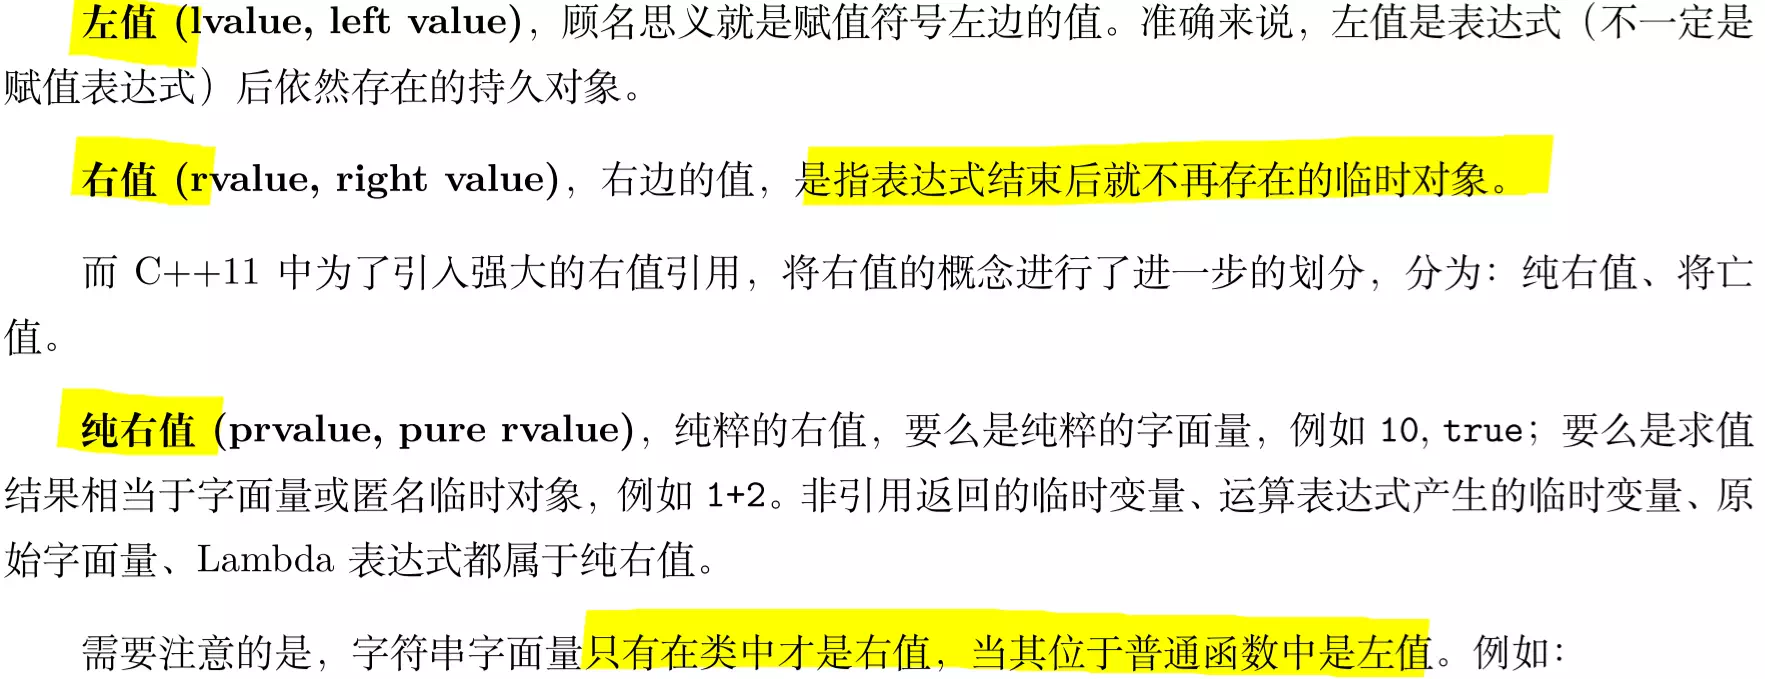 左值 (lvalue, left value)，顾名思义就是赋值符号左边的值。准确来说，左值是表达式（不一定是
赋值表达式）后依然存在的持久对象。
右值 (rvalue, right value)，右边的值，是指表达式结束后就不再存在的临时对象。
而 C++11 中为了引入强大的右值引用，将右值的概念进行了进一步的划分，分为：纯右值、将亡
值。
纯右值 (prvalue, pure rvalue)，纯粹的右值，要么是纯粹的字面量，例如 10, true；要么是求值
结果相当于字面量或匿名临时对象，例如 1+2。非引用返回的临时变量、运算表达式产生的临时变量、原
始字面量、Lambda 表达式都属于纯右值。
需要注意的是，字符串字面量只有在类中才是右值，当其位于普通函数中是左值。例如：